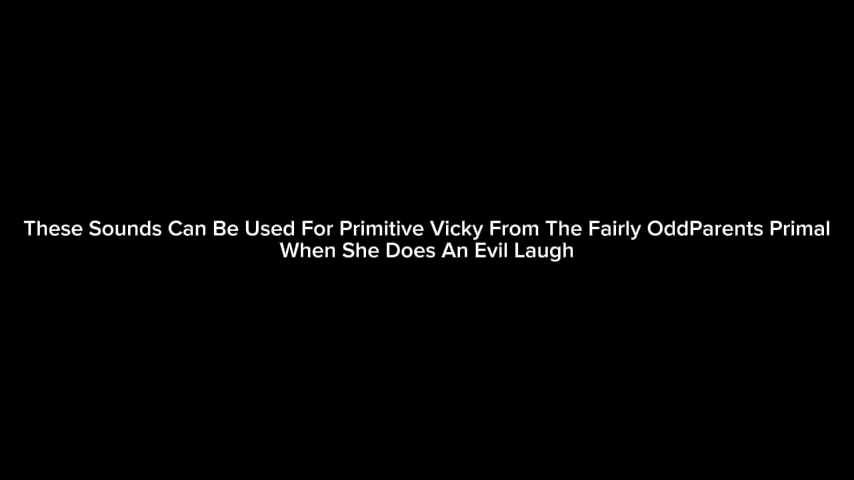 These Sounds Can Be Used For Primitive Vicky From The Fairly OddParents Primal
When She Does An Evil Laugh